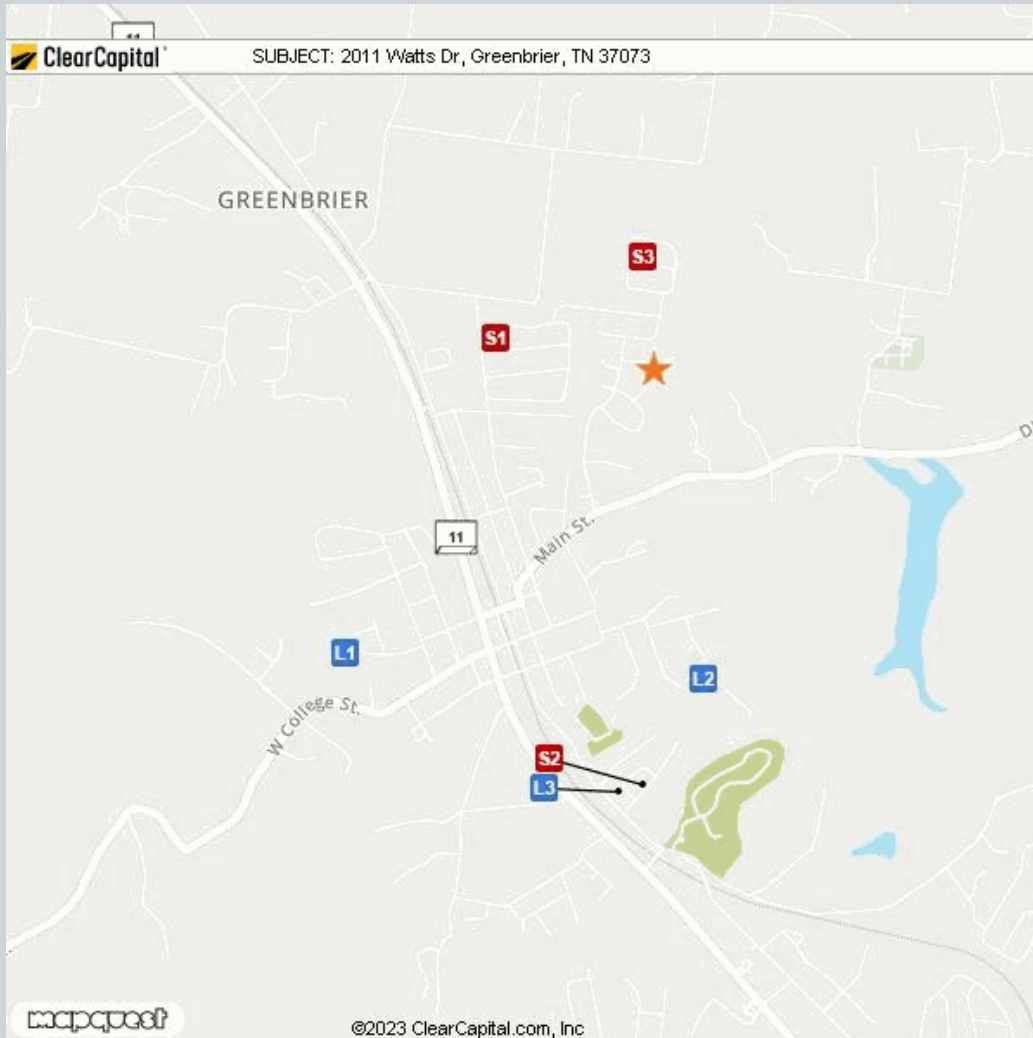 11
ClearCapital
SUBJECT: 2011 Watts Dr, Greenbrier, TN 37073
GREENBRIER
S3
S1
11
Main St.
L1
L2
W College St.
S2
L3
mapquest
©2023 ClearCapital.com, Inc